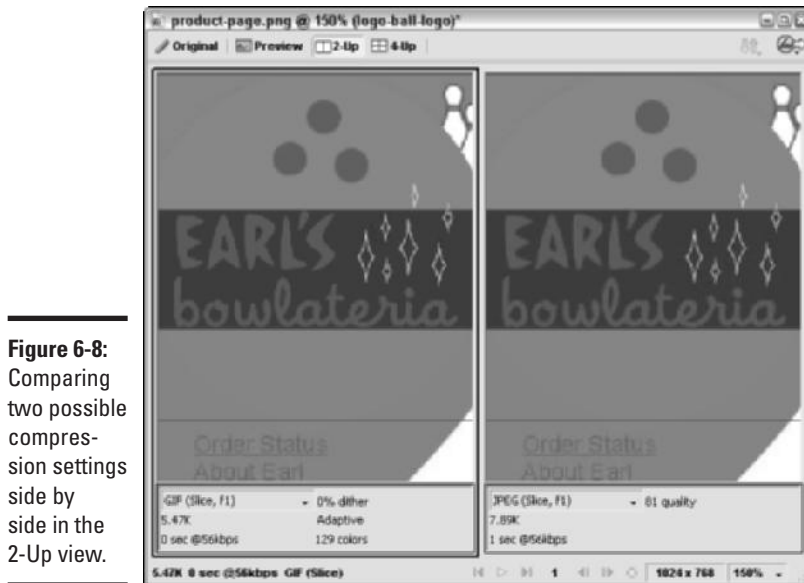 product-page.png @ 150% (logo-ball-logo)*
Original Preview 2-Up 4-Up
EARL'S
bowlateria
Order Status
About Earl
GIF (Slice, f1) 0% dither
5.47K Adaptive
0 sec @56kbps 129 colors
EARL'S
bowlateria
Order Status
About Earl
JPEG (Slice, f1) 81 quality
7.89K
1 sec @56kbps
5.47K 0 sec @56kbps GIF (Slice) 1 1024 x 768 150%
Figure 6-8:
Comparing
two possible
compres-
sion settings
side by
side in the
2-Up view.